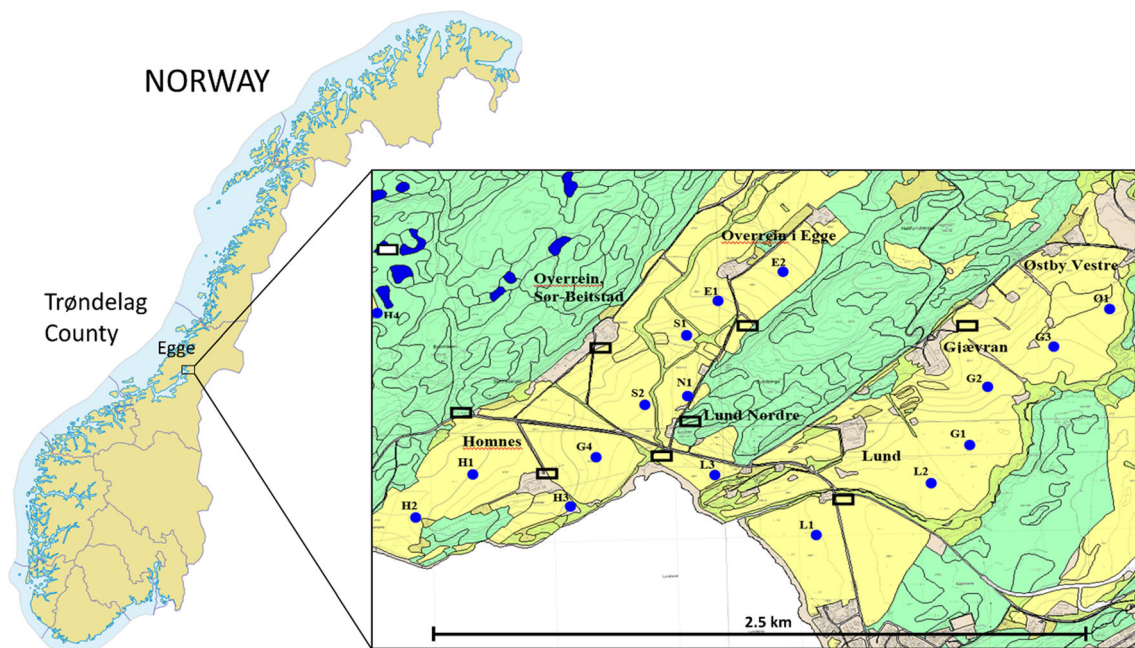 NORWAY
Trøndelag
County
Egge
Overrein i Egge
E2
Østby Vestre
Overrein,
Sør-Beitstad
H4
E1
Ø1
S1
G3
Gjævran
G2
N1
S2
Lund Nordre
Homnes
G4
Lund
G1
H1
L3
L2
H3
H2
L1
2.5 km